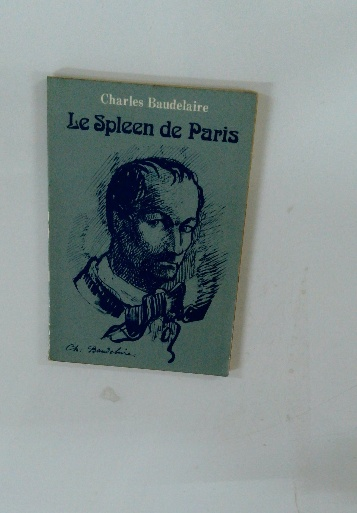 Charles Baudelaire
Le Spleen de Paris
Ch. Baudelaire.